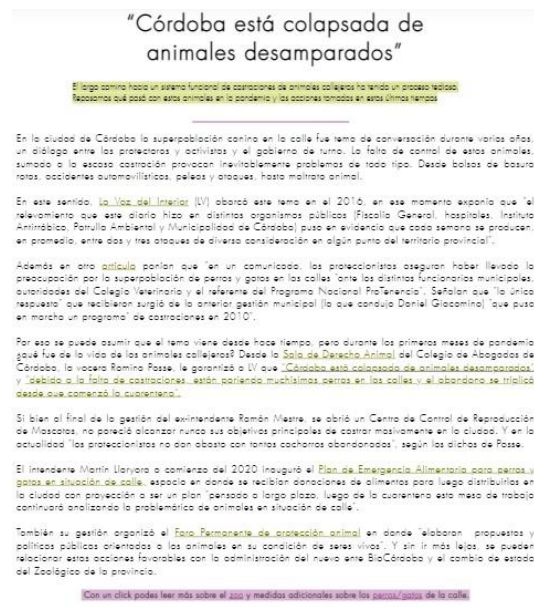 “Córdoba está colapsada de
animales desamparados”
El largo camino hacia un sistema funcional de castraciones de animales callejeros ha tenido un proceso tedioso.
Repasamos qué pasó con estos animales en la pandemia y las acciones tomadas en estos últimos tiempos
En la ciudad de Córdoba la superpoblación canina en la calle fue tema de conversación durante varios años,
un diálogo entre las protectoras y activistas y el gobierno de turno. La falta de control de estos animales,
sumado a la escasa castración provocan inevitablemente problemas de todo tipo. Desde bolsas de basura
rotas, accidentes automovilísticos, peleas y ataques, hasta maltrato animal.
En este sentido, La Voz del Interior (LV) abarcó este tema en el 2016, en ese momento exponía que “el
relevamiento que este diario hizo en distintos organismos públicos (Fiscalía General, hospitales, Instituto
Antirrábico, Patrulla Ambiental y Municipalidad de Córdoba) puso en evidencia que cada semana se producen,
en promedio, entre dos y tres ataques de diversa consideración en algún punto del territorio provincial”.
Además en otro artículo ponían que “en un comunicado, los proteccionistas aseguran haber llevado la
preocupación por la superpoblación de perros y gatos en las calles “ante los distintos funcionarios municipales,
autoridades del Colegio Veterinario y el referente del Programa Nacional ProTenencia”. Señalan que “la única
respuesta” que recibieron surgió de la anterior gestión municipal (la que condujo Daniel Giacomino) “que puso
en marcha un programa” de castraciones en 2010”.
Por eso se puede asumir que el tema viene desde hace tiempo, pero durante los primeros meses de pandemia
¿qué fue de la vida de los animales callejeros? Desde la Sala de Derecho Animal del Colegio de Abogados de
Córdoba, la vocera Romina Posse, le garantizó a LV que “Córdoba está colapsada de animales desamparados”
y “debido a la falta de castraciones, están pariendo muchísimas perras en las calles y el abandono se triplicó
desde que comenzó la cuarentena”.
Si bien al final de la gestión del ex-intendente Ramón Mestre, se abrió un Centro de Control de Reproducción
de Mascotas, no pareció alcanzar nunca sus objetivos principales de castrar masivamente en la ciudad. Y en la
actualidad “los proteccionistas no dan abasto con tantos cachorros abandonados”, según los dichos de Posse.
El intendente Martín Llaryora a comienzo del 2020 inauguró el Plan de Emergencia Alimentaria para perros y
gatos en situación de calle, espacio en donde se recibían donaciones de alimentos para luego distribuirlos en
la ciudad con proyección a ser un plan “pensado a largo plazo, luego de la cuarentena esta mesa de trabajo
continuará analizando la problemática de animales en situación de calle”.
También su gestión organizó el Foro Permanente de protección animal en donde “elaboran propuestas y
políticas públicas orientadas a los animales en su condición de seres vivos”. Y sin ir más lejos, se pueden
relacionar estas acciones favorables con la administración del nuevo ente BioCórdoba y el cambio de estado
del Zoológico de la provincia.
Con un click podes leer más sobre el zoo y medidas adicionales sobre los perros/gatos de la calle.